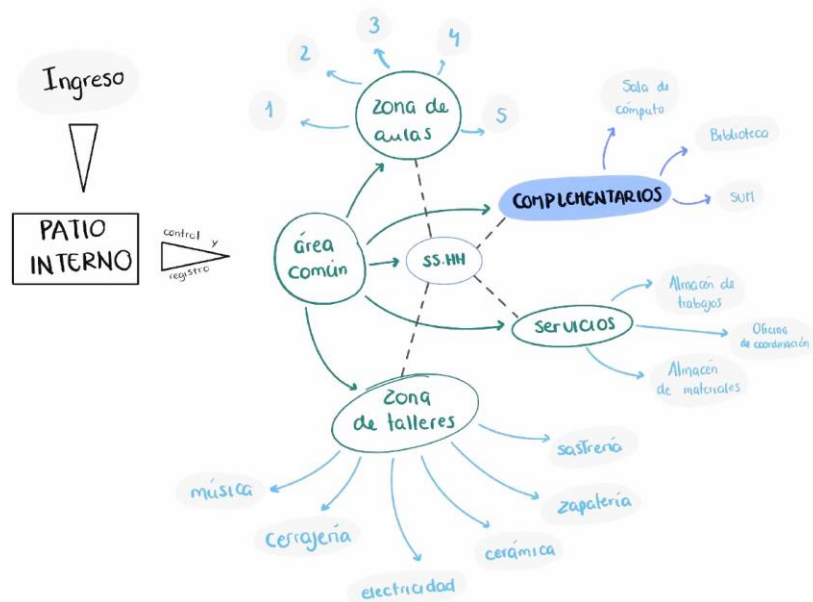 Ingreso
PATIO
INTERNO
control y
registro
área
común
zona de
aulas
1
2
3
4
5
COMPLEMENTARIOS
Sala de
cómputo
Biblioteca
SUM
SS.HH
servicios
Almacén de
trabajos
Oficina
de coordinación
Almacén
de materiales
zona
de talleres
música
cerrajería
electricidad
cerámica
zapatería
sastrería